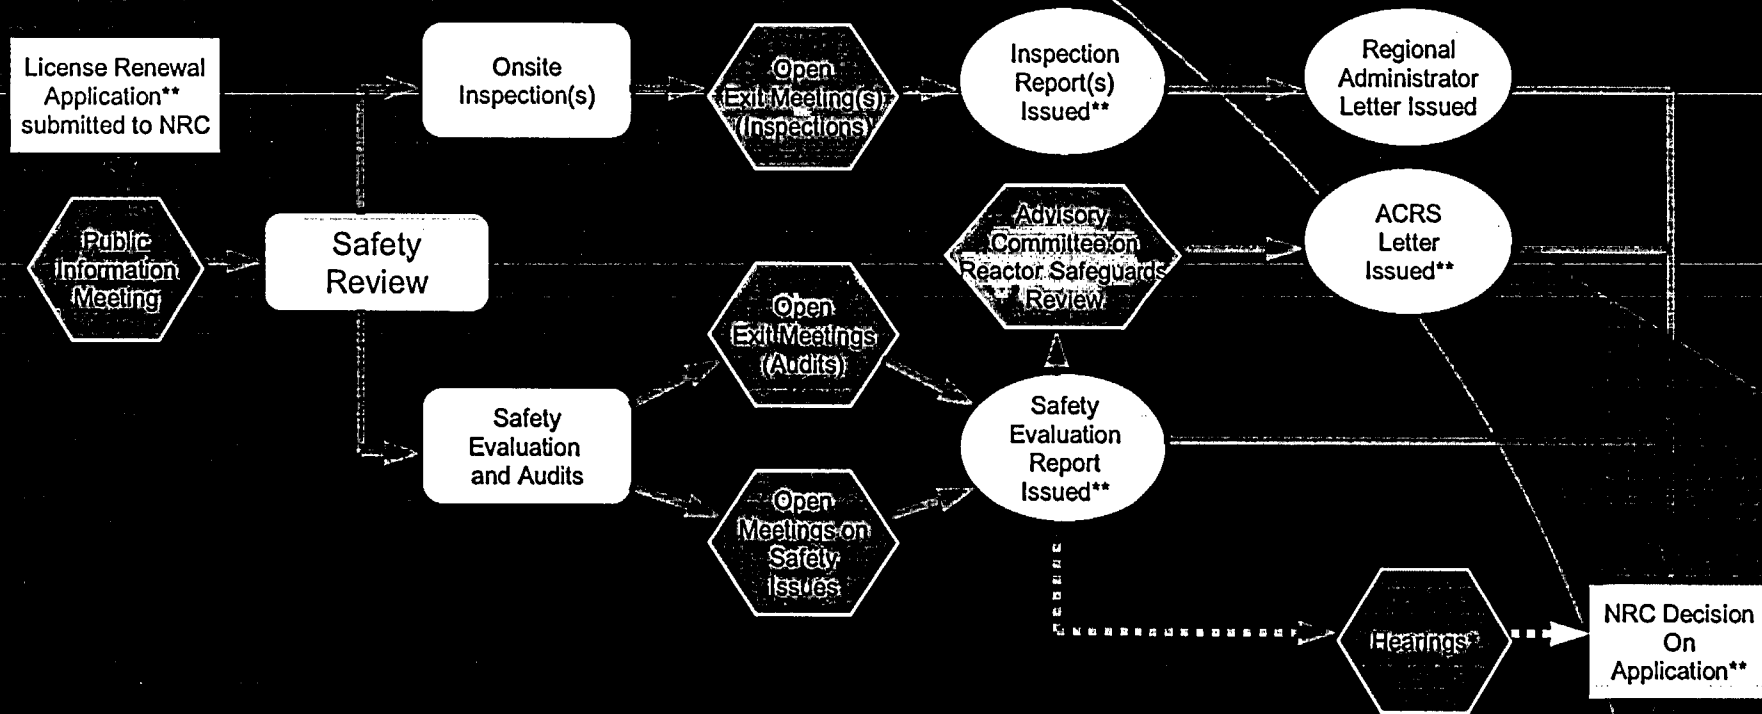 License Renewal
Application**
submitted to NRC
Public
Information
Meeting
Safety
Review
Onsite
Inspection(s)
Open
Exit Meeting(s)
(Inspections)
Inspection
Report(s)
Issued**
Regional
Administrator
Letter Issued
Advisory
Committee on
Reactor Safeguards
Review
ACRS
Letter
Issued**
Safety
Evaluation
and Audits
Open
Exit Meetings
(Audits)
Open
Meetings on
Safety
Issues
Safety
Evaluation
Report
Issued**
Hearings*
NRC Decision
On
Application**